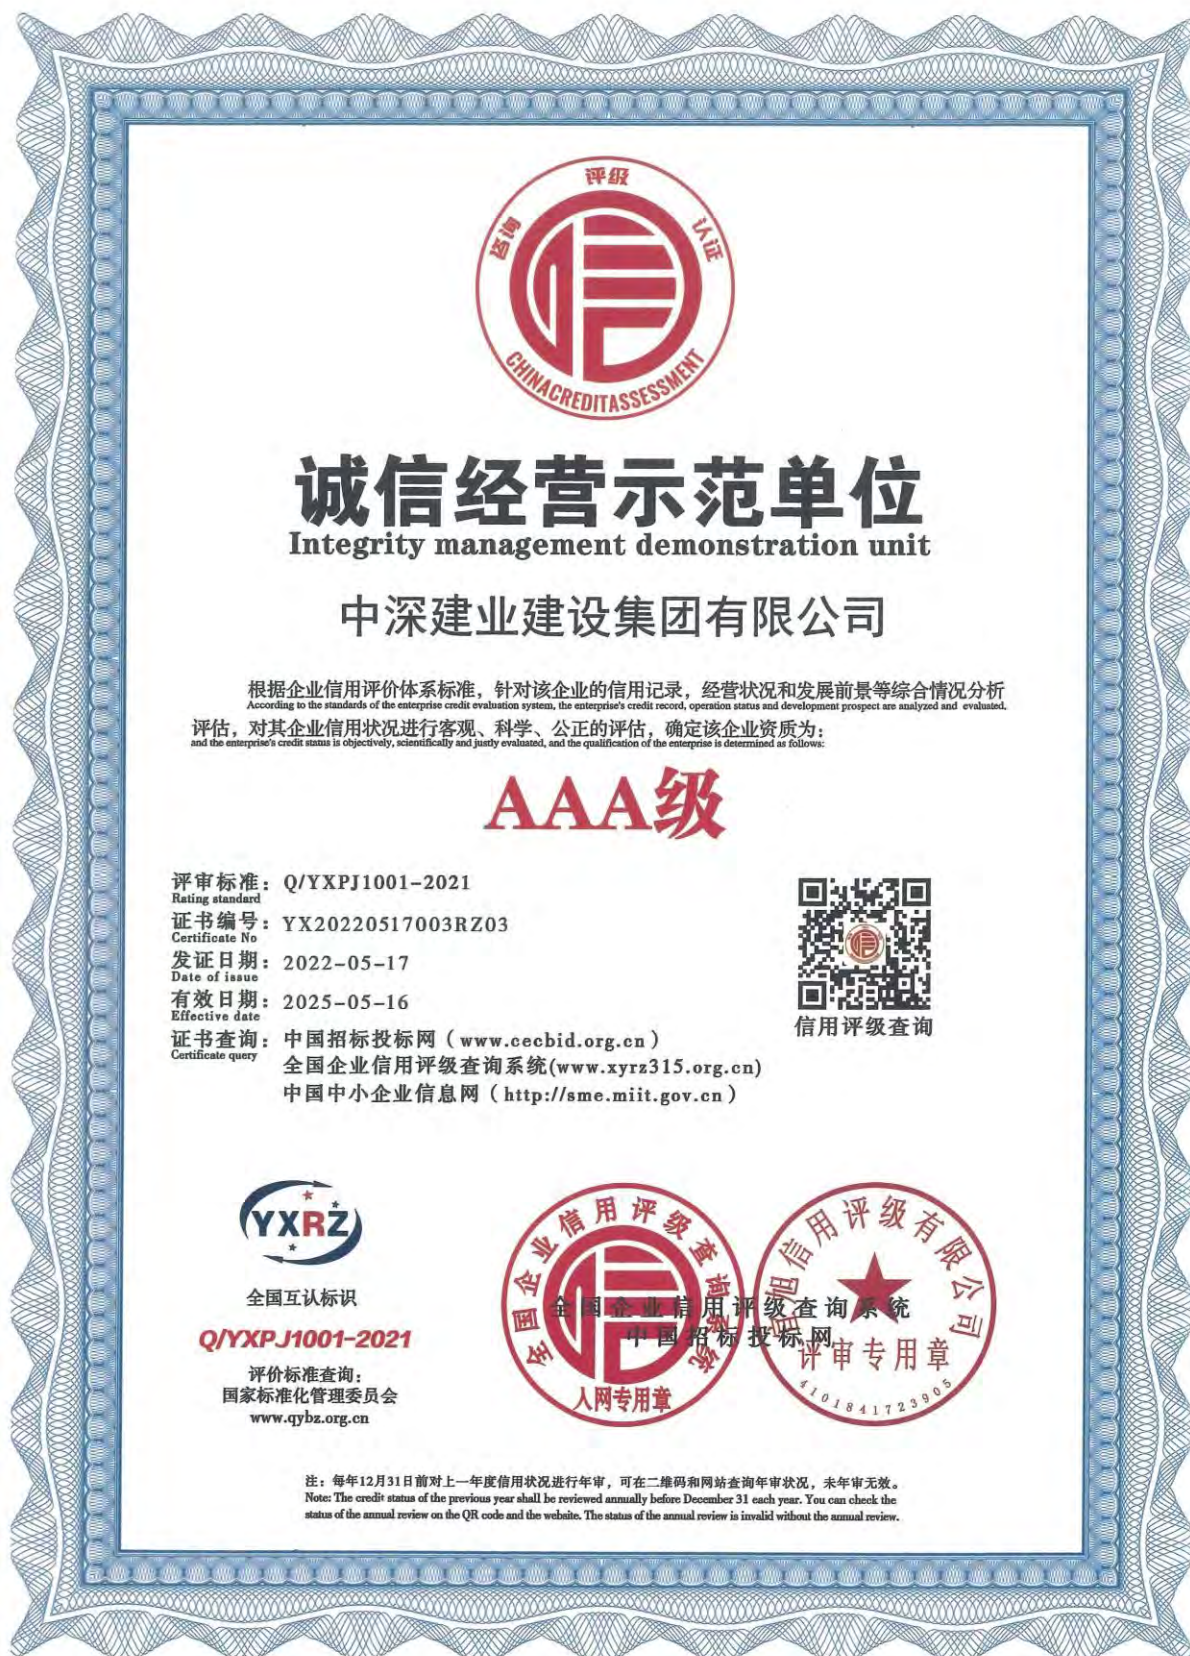 咨询 评级 认证
信
CHINACREDITASSESSMENT
诚信经营示范单位
Integrity management demonstration unit
中深建业建设集团有限公司
根据企业信用评价体系标准，针对该企业的信用记录，经营状况和发展前景等综合情况分析
According to the standards of the enterprise credit evaluation system, the enterprise's credit record, operation status and development prospect are analyzed and evaluated,
评估，对其企业信用状况进行客观、科学、公正的评估，确定该企业资质为：
and the enterprise's credit status is objectively, scientifically and justly evaluated, and the qualification of the enterprise is determined as follows:
AAA级
评审标准：Q/YXPJ1001-2021
Rating standard
证书编号：YX20220517003RZ03
Certificate No
发证日期：2022-05-17
Date of issue
有效日期：2025-05-16
Effective date
证书查询：中国招标投标网（www.cecbid.org.cn）
Certificate query
全国企业信用评级查询系统(www.xyrz315.org.cn)
中国中小企业信息网（http://sme.miit.gov.cn）
信用评级查询
YXRZ
全国互认标识
Q/YXPJ1001-2021
评价标准查询：
国家标准化管理委员会
www.qybz.org.cn
全国企业信用评级查询系统
入网专用章
全国企业信用评级查询系统
中国招标投标网
旭信用评级有限公司
评审专用章
4101841723905
注：每年12月31日前对上一年度信用状况进行年审，可在二维码和网站查询年审状况，未年审无效。
Note: The credit status of the previous year shall be reviewed annually before December 31 each year. You can check the
status of the annual review on the QR code and the website. The status of the annual review is invalid without the annual review.